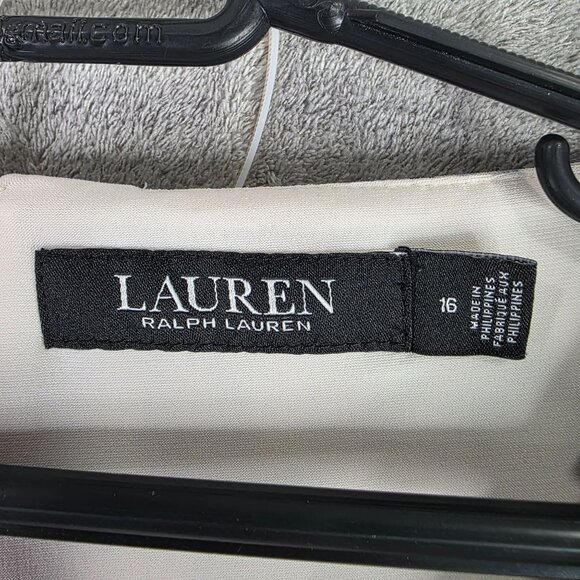 LAUREN
RALPH LAUREN
16
MADE IN
PHILIPPINES
FABRIQUÉ AUX
PHILIPPINES